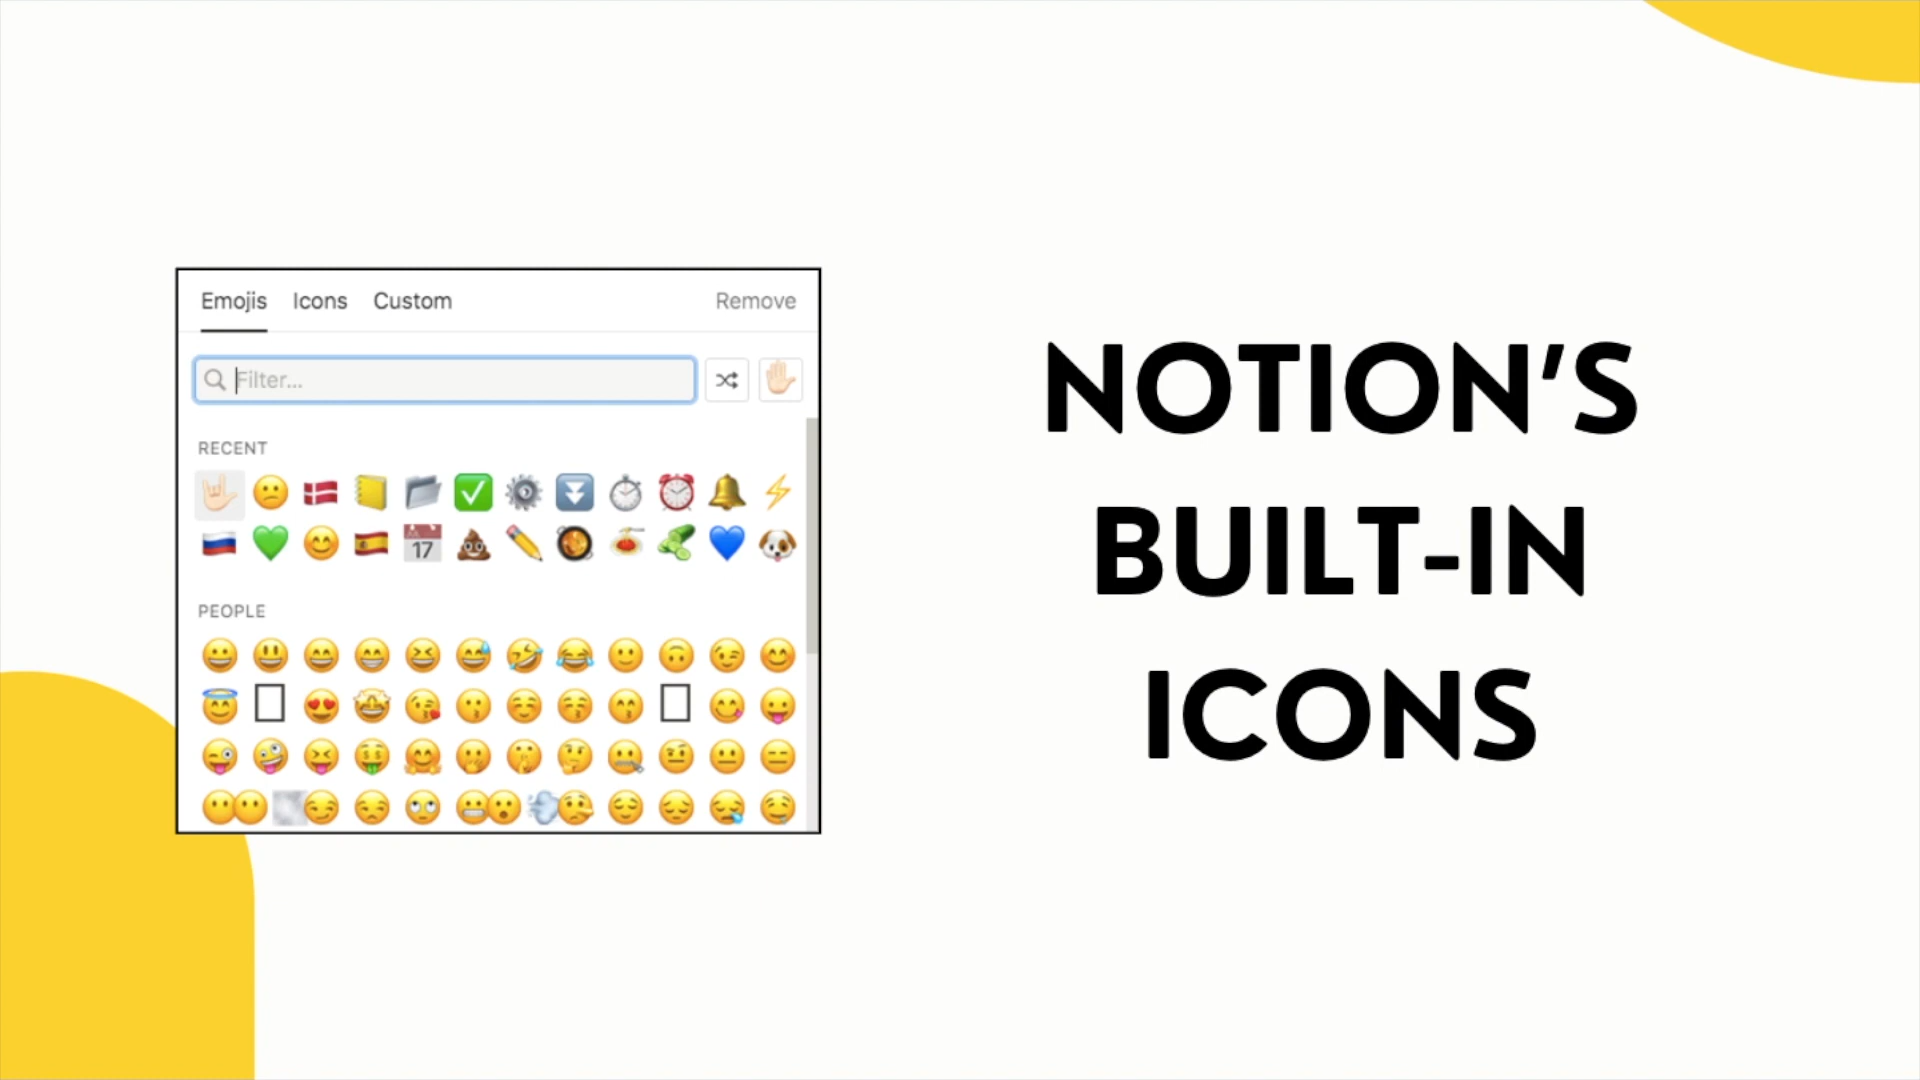 Emojis Icons Custom Remove
Filter...
RECENT
17
PEOPLE
NOTION’S
BUILT-IN
ICONS